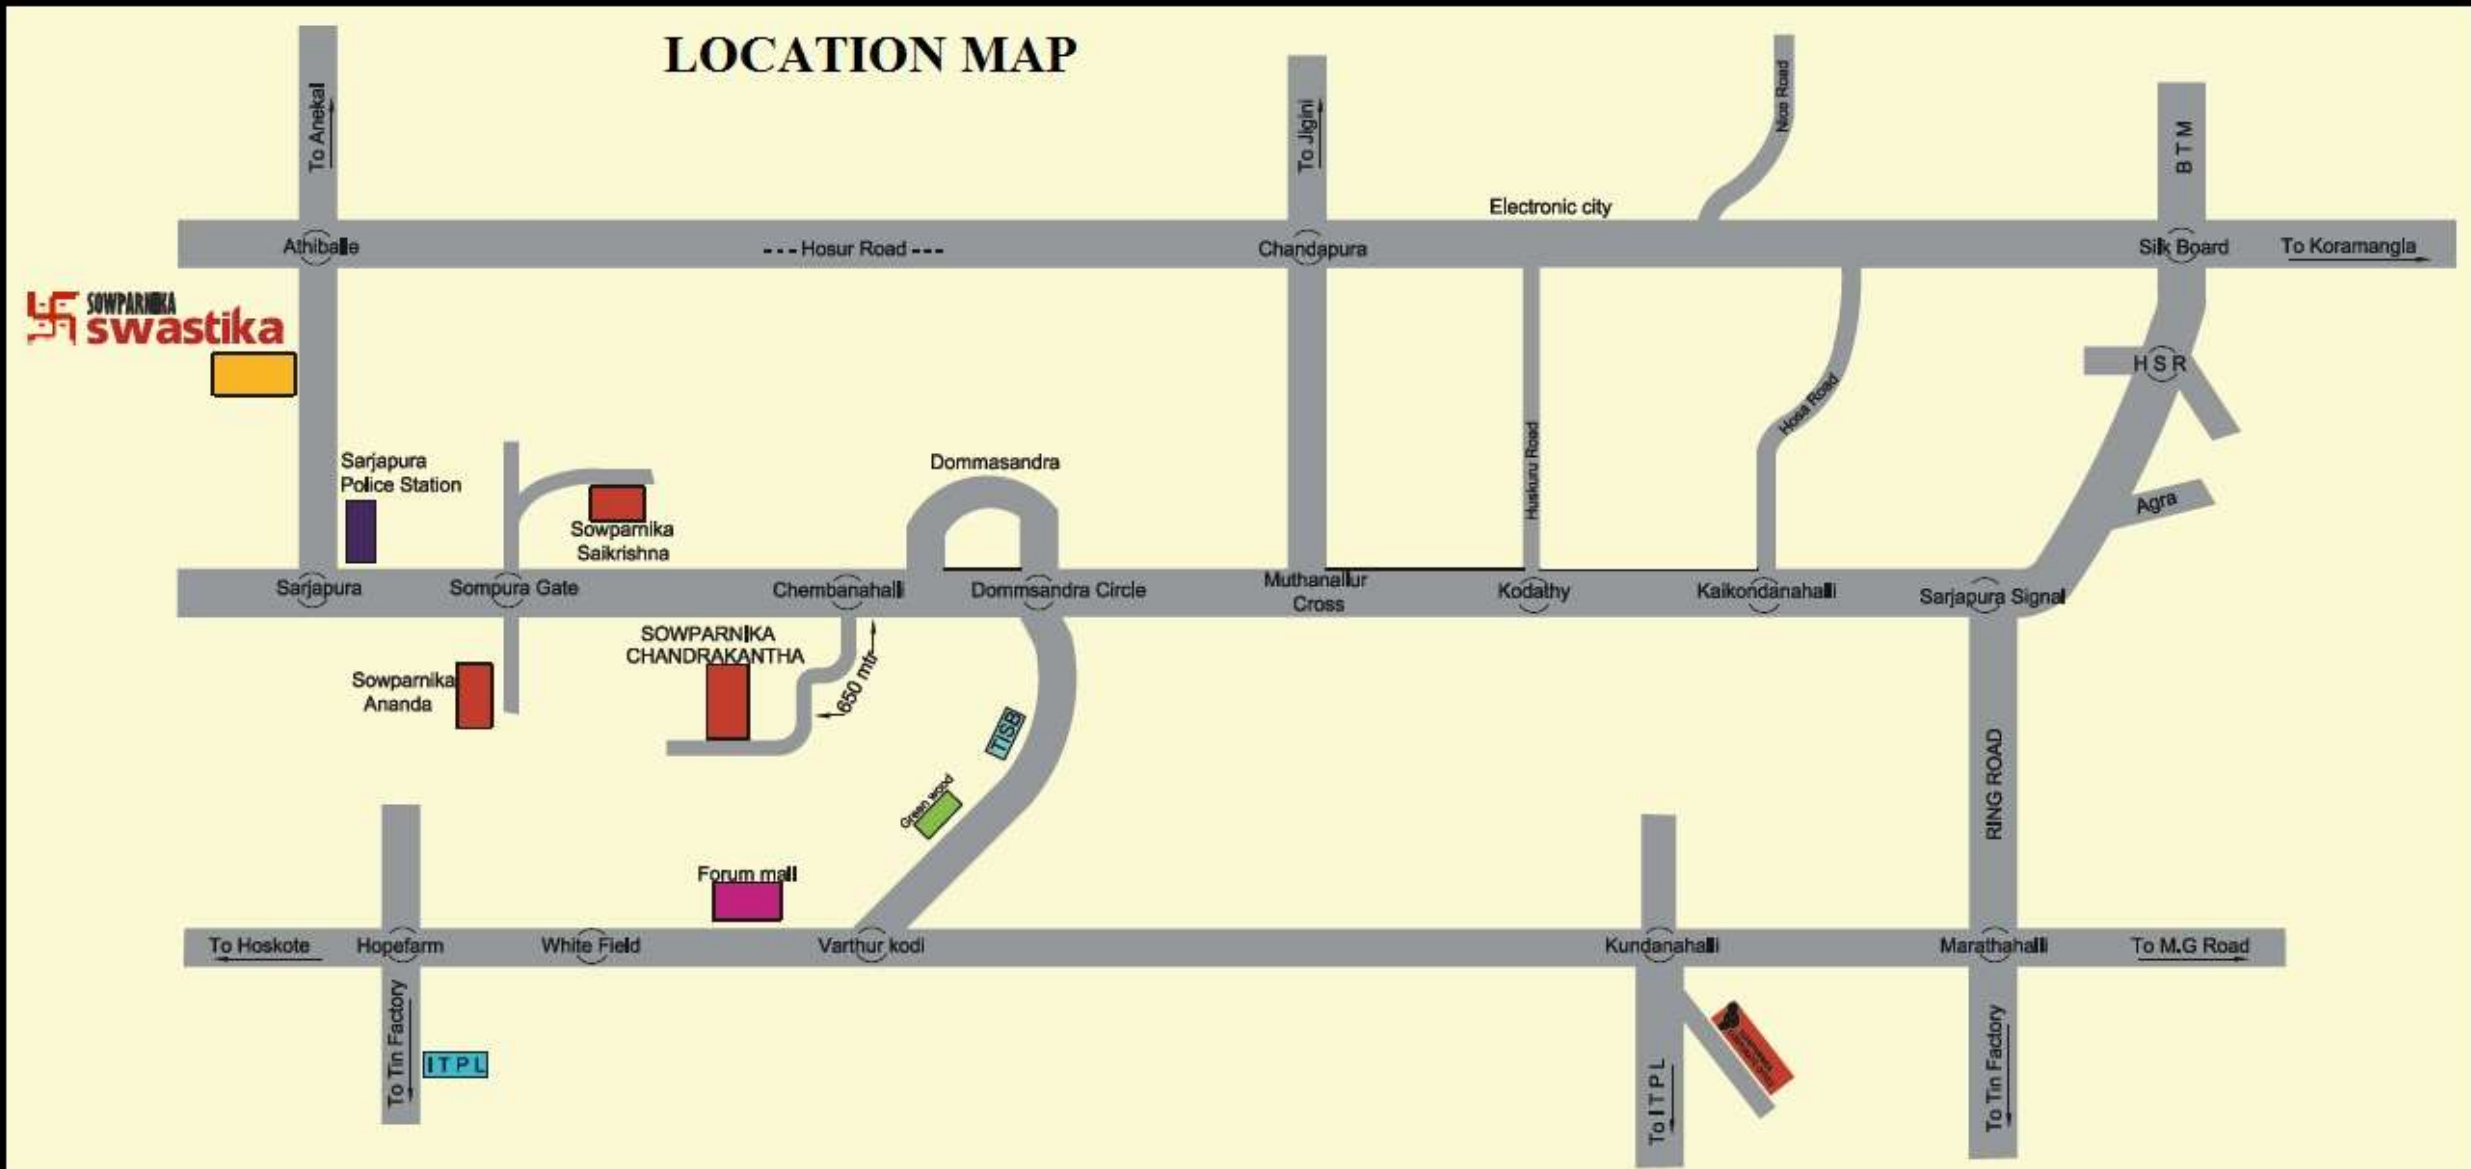 LOCATION MAP
To Anekal
To Jigini
Nice Road
B T M
Electronic city
Athiballe
--- Hosur Road ---
Chandapura
Silk Board
To Koramangla
SOWPARNIKA
swastika
H S R
Hosa Road
Huskuru Road
Sarjapura
Police Station
Dommasandra
Agra
Sowparnika
Saikrishna
Sarjapura
Sompura Gate
Chembanahalli
Dommsandra Circle
Muthanallur
Cross
Kodathy
Kaikondanahalli
Sarjapura Signal
SOWPARNIKA
CHANDRAKANTHA
650 mtr
Sowparnika
Ananda
TISB
Green wood
RING ROAD
Forum mall
To Hoskote
Hopefarm
White Field
Varthur kodi
Kundanahalli
Marathahalli
To M.G Road
To Tin Factory
I T P L
To I T P L
To Tin Factory